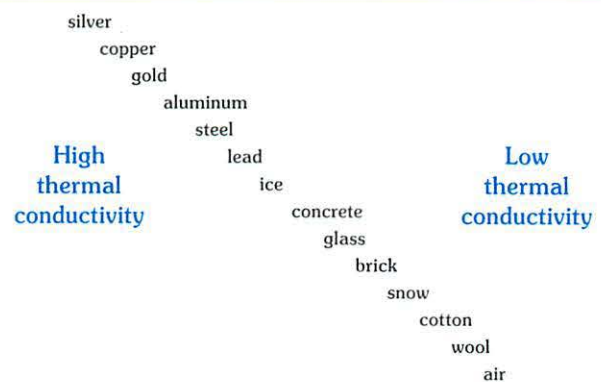 silver
copper
gold
aluminum
steel
High
thermal
conductivity
lead
ice
concrete
glass
brick
snow
cotton
wool
air
Low
thermal
conductivity